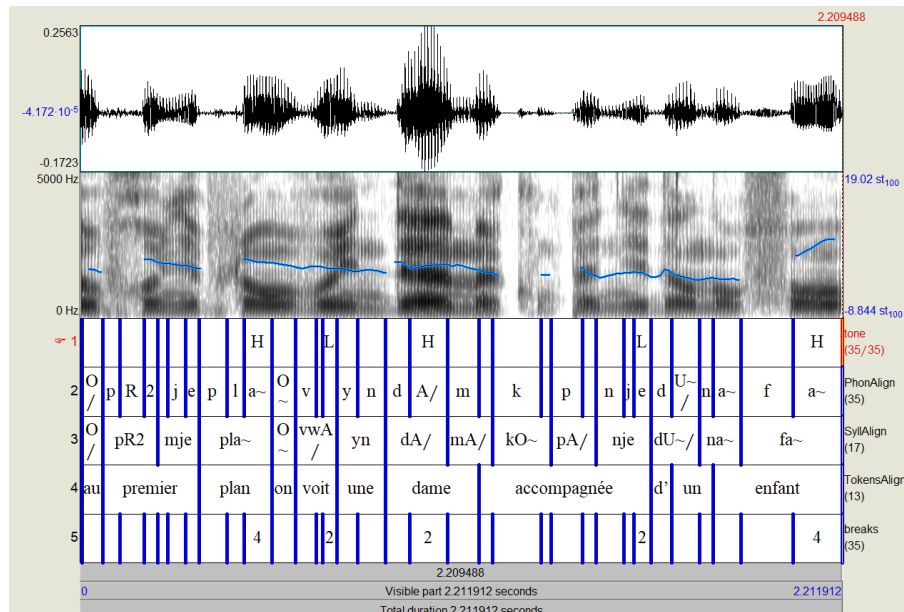 2.209488
0.2563
-4.172·10⁻⁵
-0.1723
5000 Hz 19.02 st₁₀₀
0 Hz -8.844 st₁₀₀
☞ 1 H L H L H tone (35/35)
2 O/ p R 2 j e p l a~ O~ v y n d A/ m k p n j e d U~/ n a~ f a~ PhonAlign (35)
3 O/ pR2 mje pla~ O~ vwA/ yn dA/ mA/ kO~ pA/ nje dU~/ na~ fa~ SyllAlign (17)
4 au premier plan on voit une dame accompagnée d' un enfant TokensAlign (13)
5 4 2 2 2 4 breaks (35)
2.209488
0 Visible part 2.211912 seconds 2.211912
Total duration 2.211912 seconds